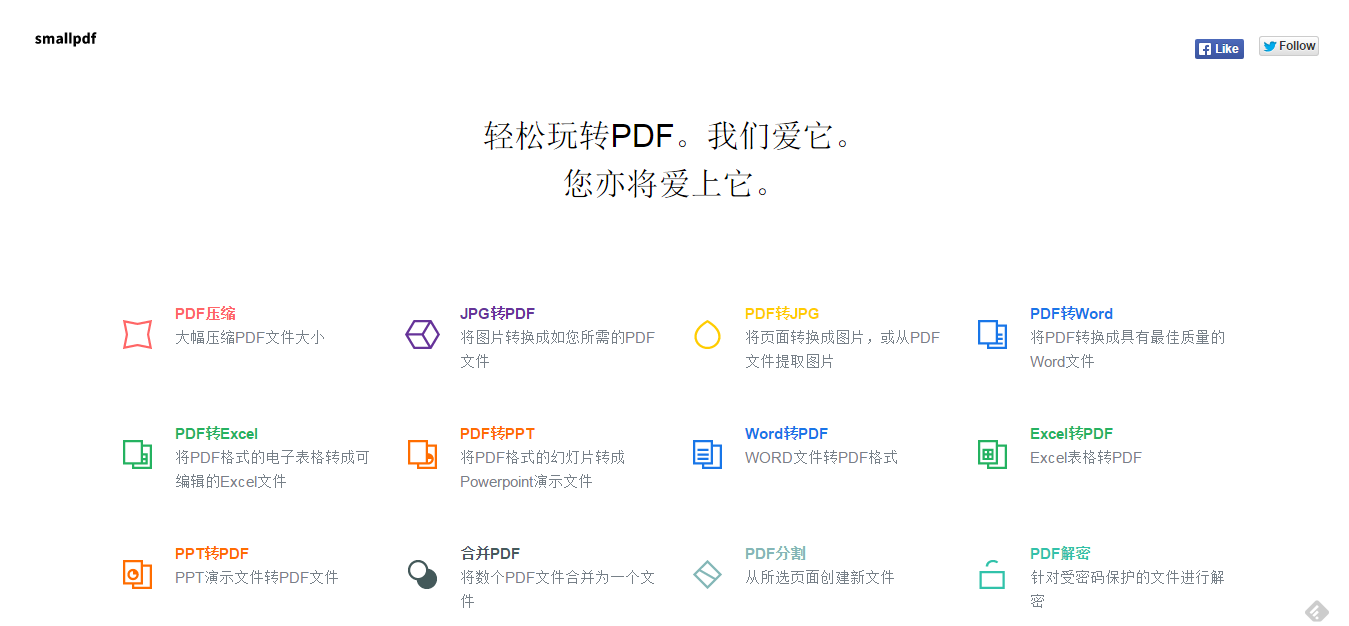 smallpdf
Like
Follow
轻松玩转PDF。我们爱它。
您亦将爱上它。
PDF压缩
大幅压缩PDF文件大小
JPG转PDF
将图片转换成如您所需的PDF
文件
PDF转JPG
将页面转换成图片，或从PDF
文件提取图片
PDF转Word
将PDF转换成具有最佳质量的
Word文件
PDF转Excel
将PDF格式的电子表格转成可
编辑的Excel文件
PDF转PPT
将PDF格式的幻灯片转成
Powerpoint演示文件
Word转PDF
WORD文件转PDF格式
Excel转PDF
Excel表格转PDF
PPT转PDF
PPT演示文件转PDF文件
合并PDF
将数个PDF文件合并为一个文
件
PDF分割
从所选页面创建新文件
PDF解密
针对受密码保护的文件进行解
密